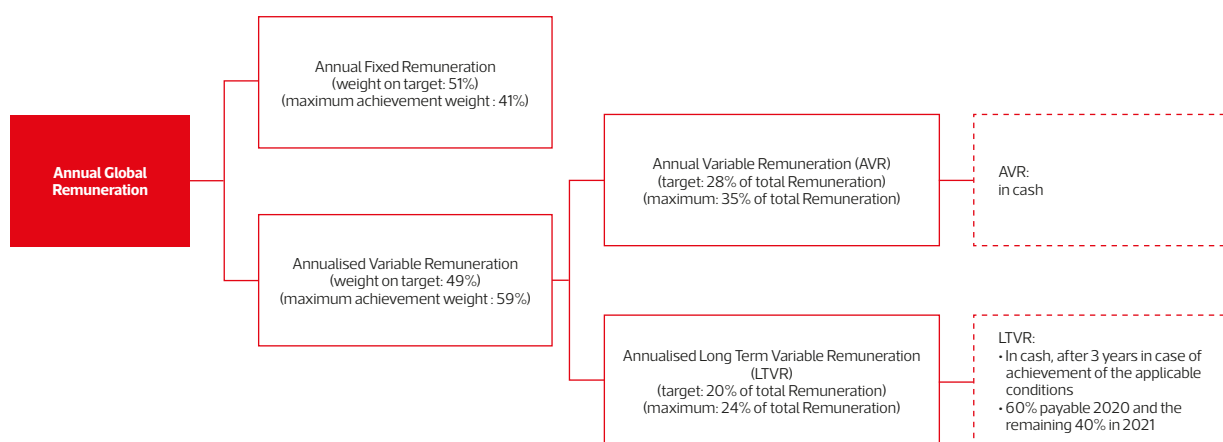 Annual Global
Remuneration
Annual Fixed Remuneration
(weight on target: 51%)
(maximum achievement weight : 41%)
Annualised Variable Remuneration
(weight on target: 49%)
(maximum achievement weight : 59%)
Annual Variable Remuneration (AVR)
(target: 28% of total Remuneration)
(maximum: 35% of total Remuneration)
AVR:
in cash
Annualised Long Term Variable Remuneration
(LTVR)
(target: 20% of total Remuneration)
(maximum: 24% of total Remuneration)
LTVR:
• In cash, after 3 years in case of
achievement of the applicable
conditions
• 60% payable 2020 and the
remaining 40% in 2021